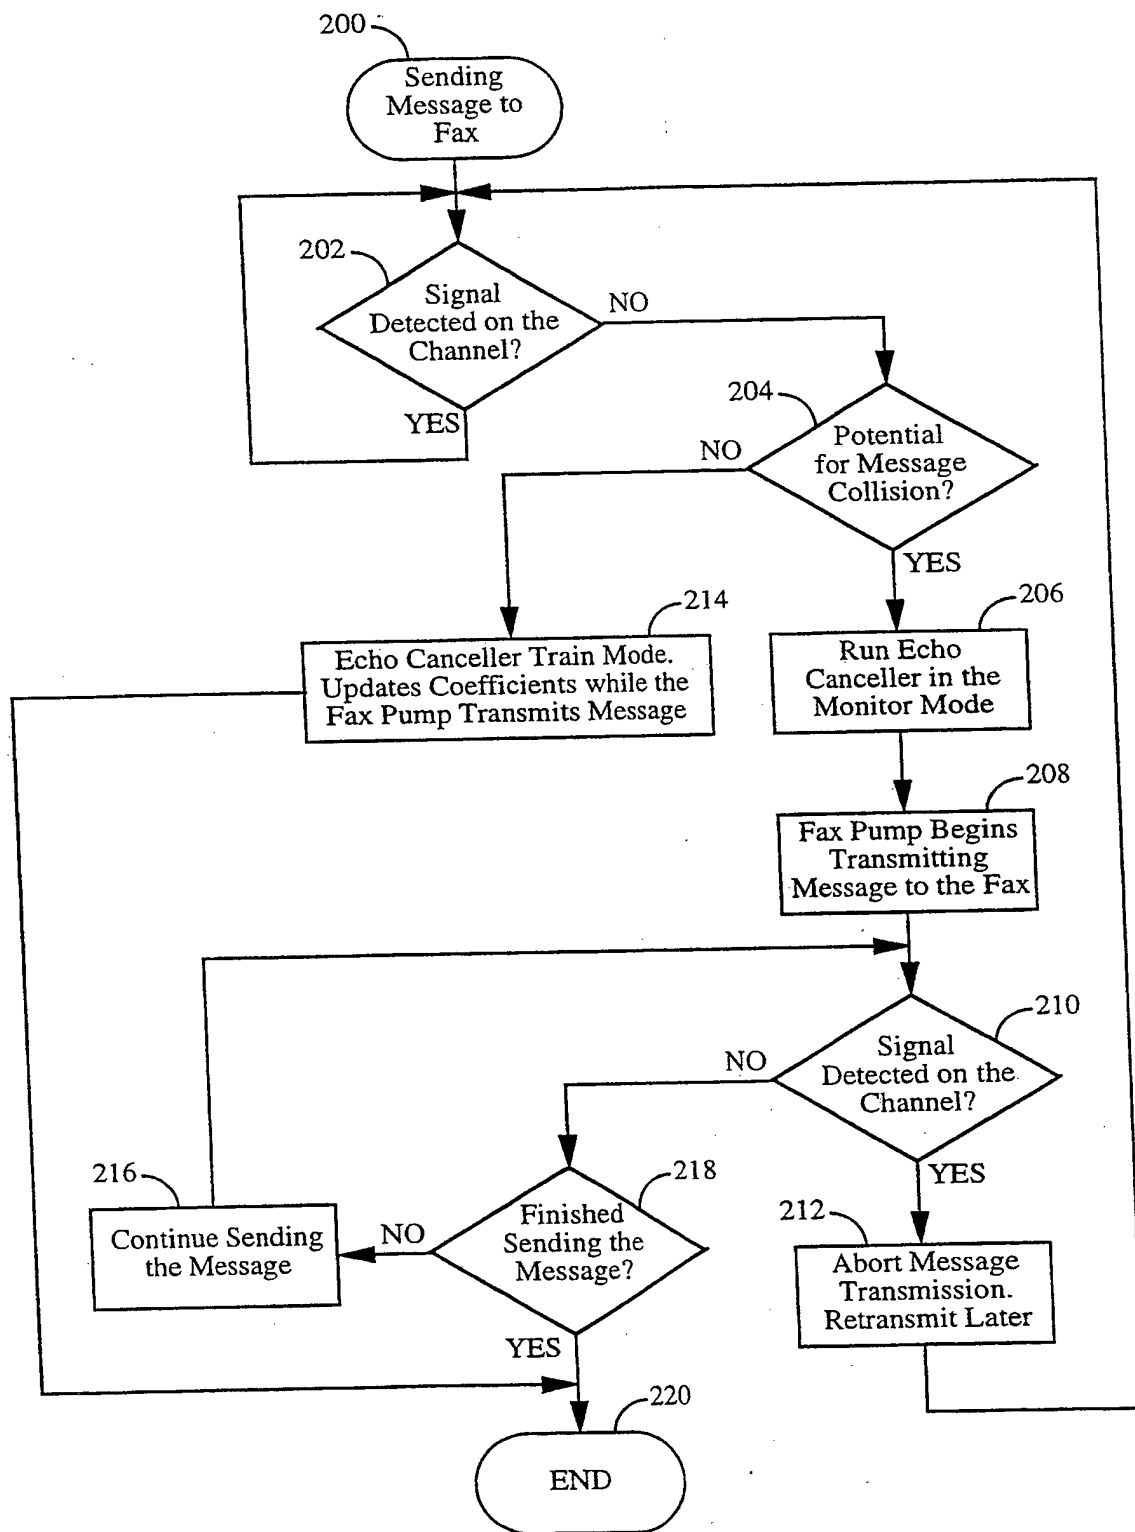 200
Sending
Message to
Fax
202
Signal
Detected on the
Channel?
NO
YES
204
Potential
for Message
Collision?
NO
YES
214
Echo Canceller Train Mode.
Updates Coefficients while the
Fax Pump Transmits Message
206
Run Echo
Canceller in the
Monitor Mode
208
Fax Pump Begins
Transmitting
Message to the Fax
210
Signal
Detected on the
Channel?
NO
YES
216
Continue Sending
the Message
218
Finished
Sending the
Message?
NO
YES
212
Abort Message
Transmission.
Retransmit Later
220
END